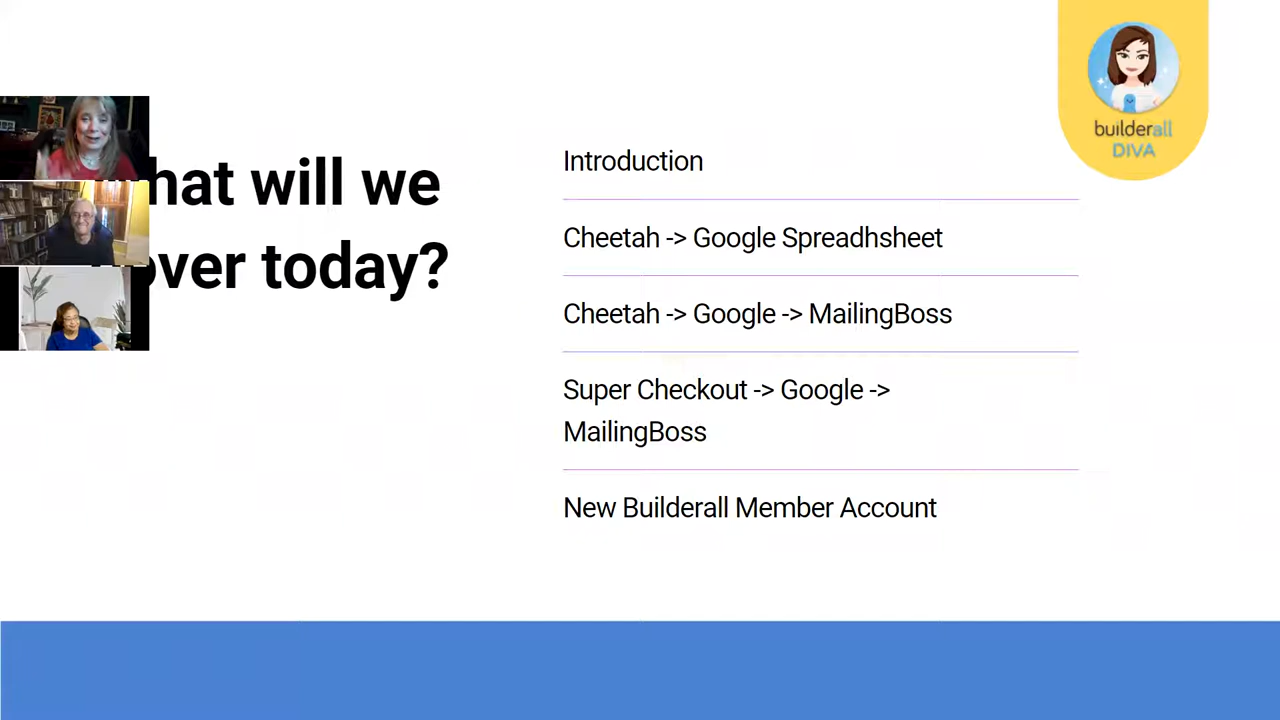 hat will we
over today?
Introduction
Cheetah -> Google Spreadhsheet
Cheetah -> Google -> MailingBoss
Super Checkout -> Google ->
MailingBoss
New Builderall Member Account
builderall
DIVA